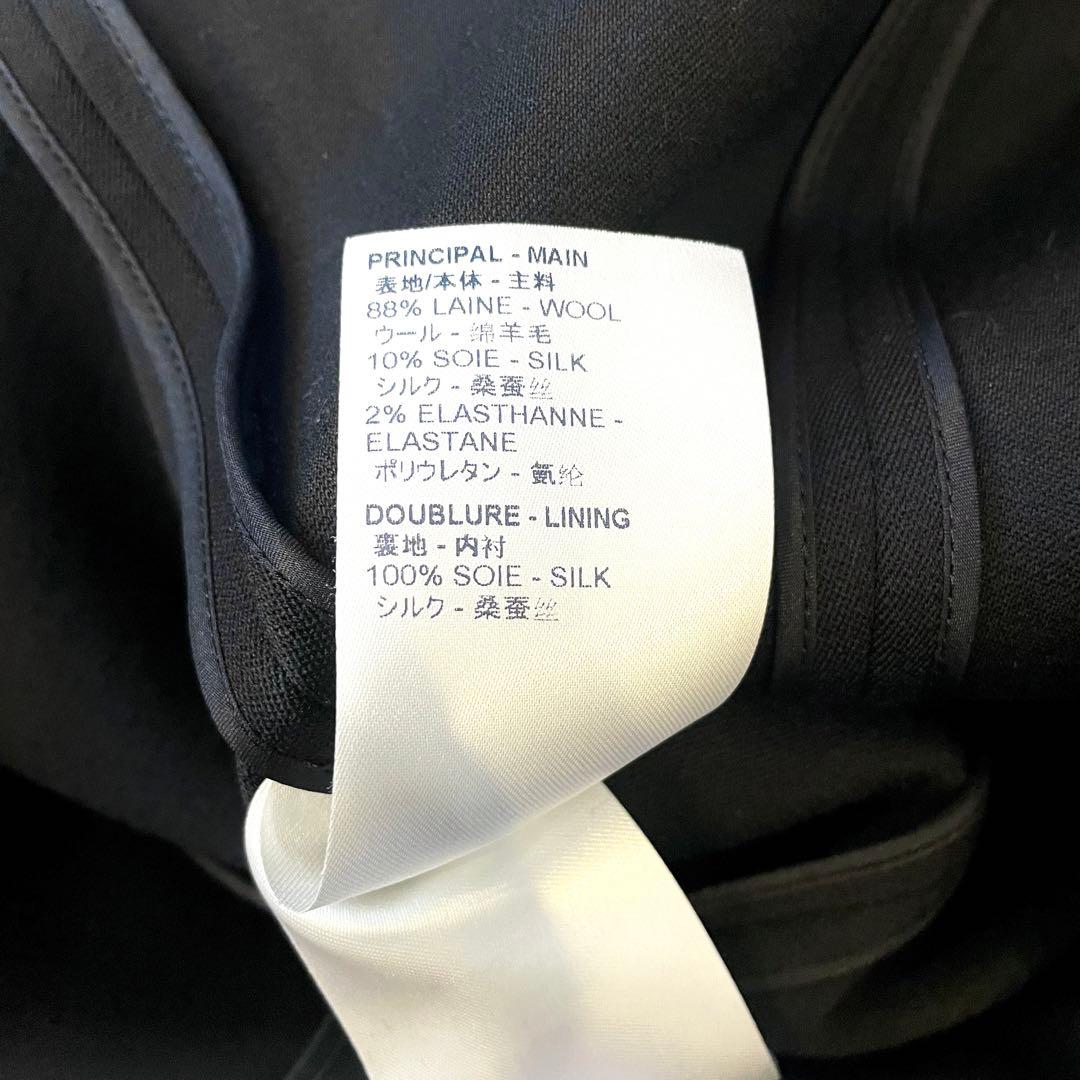 PRINCIPAL - MAIN
表地/本体 - 主料
88% LAINE - WOOL
ウール - 绵羊毛
10% SOIE - SILK
シルク - 桑蚕丝
2% ELASTHANNE -
ELASTANE
ポリウレタン - 氨纶
DOUBLURE - LINING
裏地 - 内衬
100% SOIE - SILK
シルク - 桑蚕丝